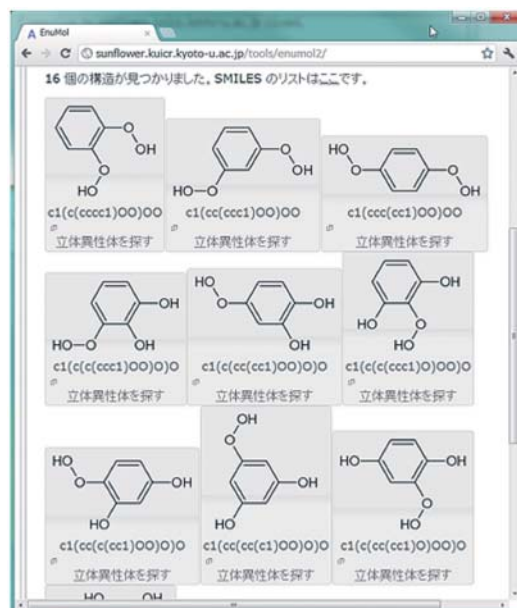 EnuMol
sunflower.kuicr.kyoto-u.ac.jp/tools/enumol2/
16 個の構造が見つかりました。SMILES のリストはここです。
O OH O HO
O OH HO O
HO O O OH
c1(c(cccc1)OO)OO
c1(cc(ccc1)OO)OO
c1(ccc(cc1)OO)OO
立体異性体を探す
立体異性体を探す
立体異性体を探す
OH HO O OH
HO O OH OH
OH HO O HO
c1(c(c(ccc1)OO)O)O
c1(c(cc(cc1)OO)O)O
c1(c(c(ccc1)O)OO)O
立体異性体を探す
立体異性体を探す
立体異性体を探す
HO O OH HO
OH O HO OH
HO OH O HO
c1(cc(c(cc1)OO)O)O
c1(cc(cc(c1)OO)O)O
c1(c(cc(cc1)O)OO)O
立体異性体を探す
立体異性体を探す
立体異性体を探す
HO OH